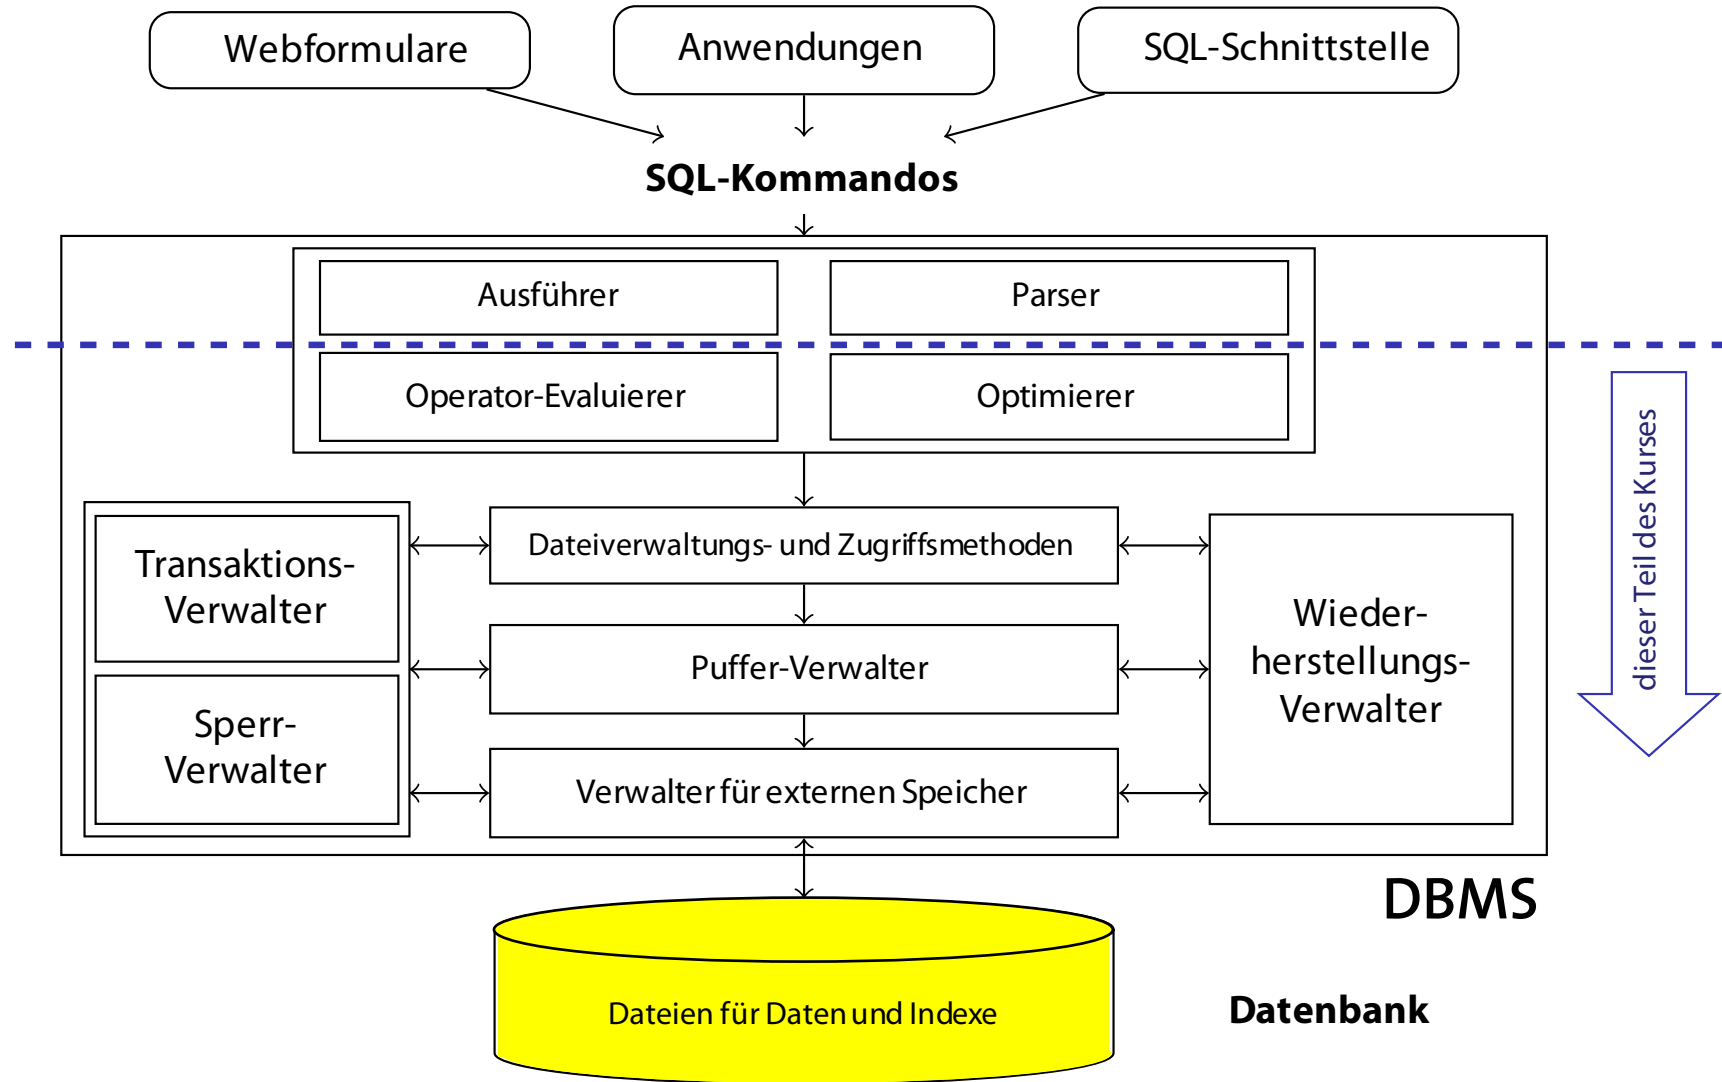 Webformulare
Anwendungen
SQL-Schnittstelle
SQL-Kommandos
Ausführer
Parser
Operator-Evaluierer
Optimierer
Transaktions-
Verwalter
Sperr-
Verwalter
Dateiverwaltungs- und Zugriffsmethoden
Puffer-Verwalter
Verwalter für externen Speicher
Wieder-
herstellungs-
Verwalter
dieser Teil des Kurses
DBMS
Dateien für Daten und Indexe
Datenbank